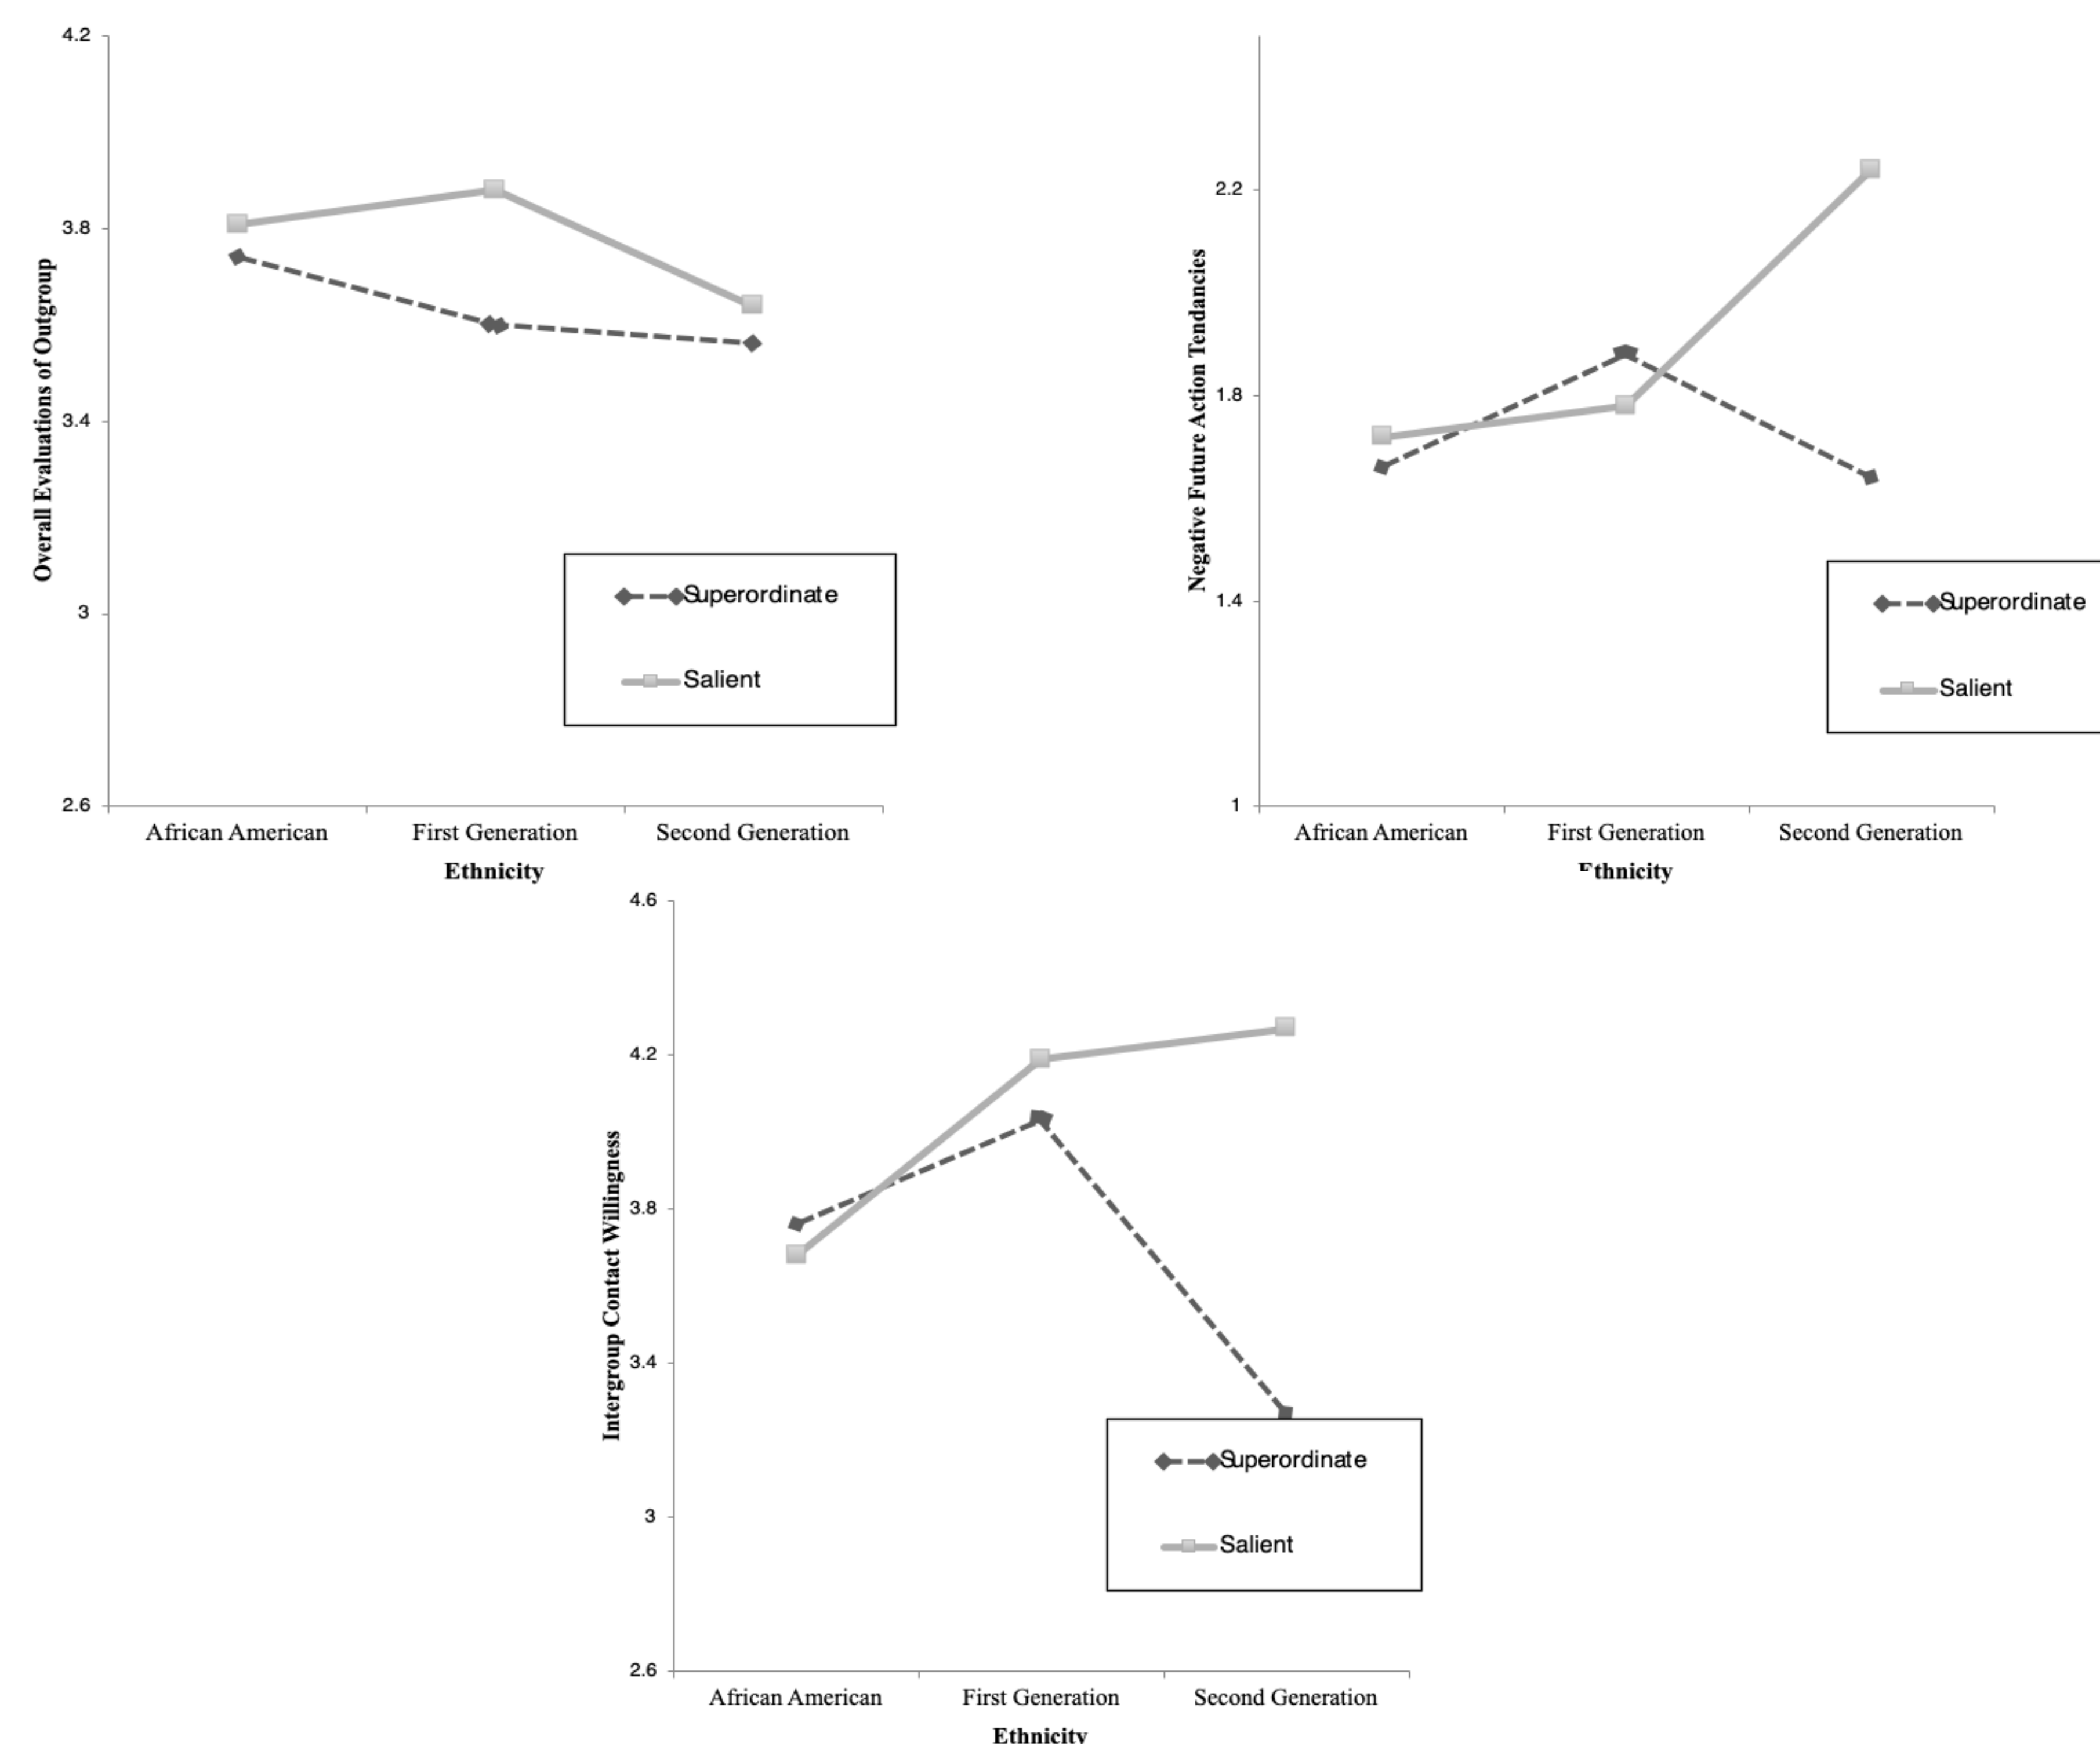 4.2
3.8
3.4
3
2.6
Overall Evaluations of Outgroup
Superordinate
Salient
African American
First Generation
Second Generation
Ethnicity
2.2
1.8
1.4
1
Negative Future Action Tendancies
Superordinate
Salient
African American
First Generation
Second Generation
Ethnicity
4.6
4.2
3.8
3.4
3
2.6
Intergroup Contact Willingness
Superordinate
Salient
African American
First Generation
Second Generation
Ethnicity